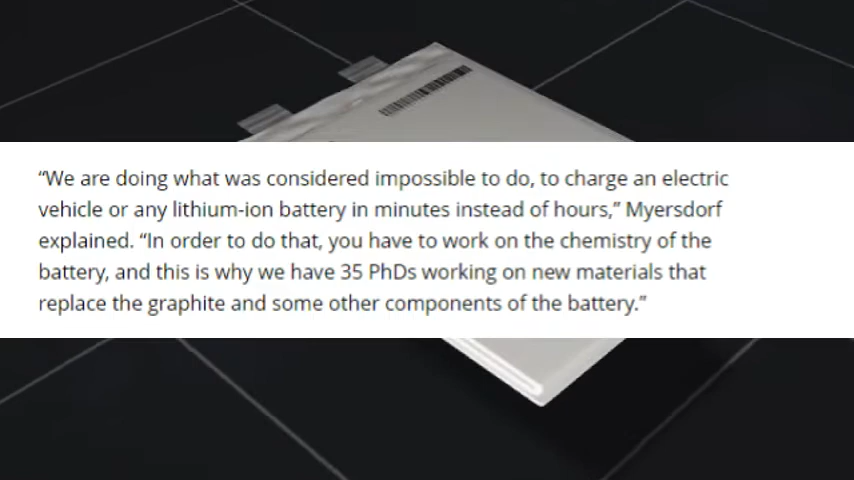 “We are doing what was considered impossible to do, to charge an electric
vehicle or any lithium-ion battery in minutes instead of hours,” Myersdorf
explained. “In order to do that, you have to work on the chemistry of the
battery, and this is why we have 35 PhDs working on new materials that
replace the graphite and some other components of the battery.”